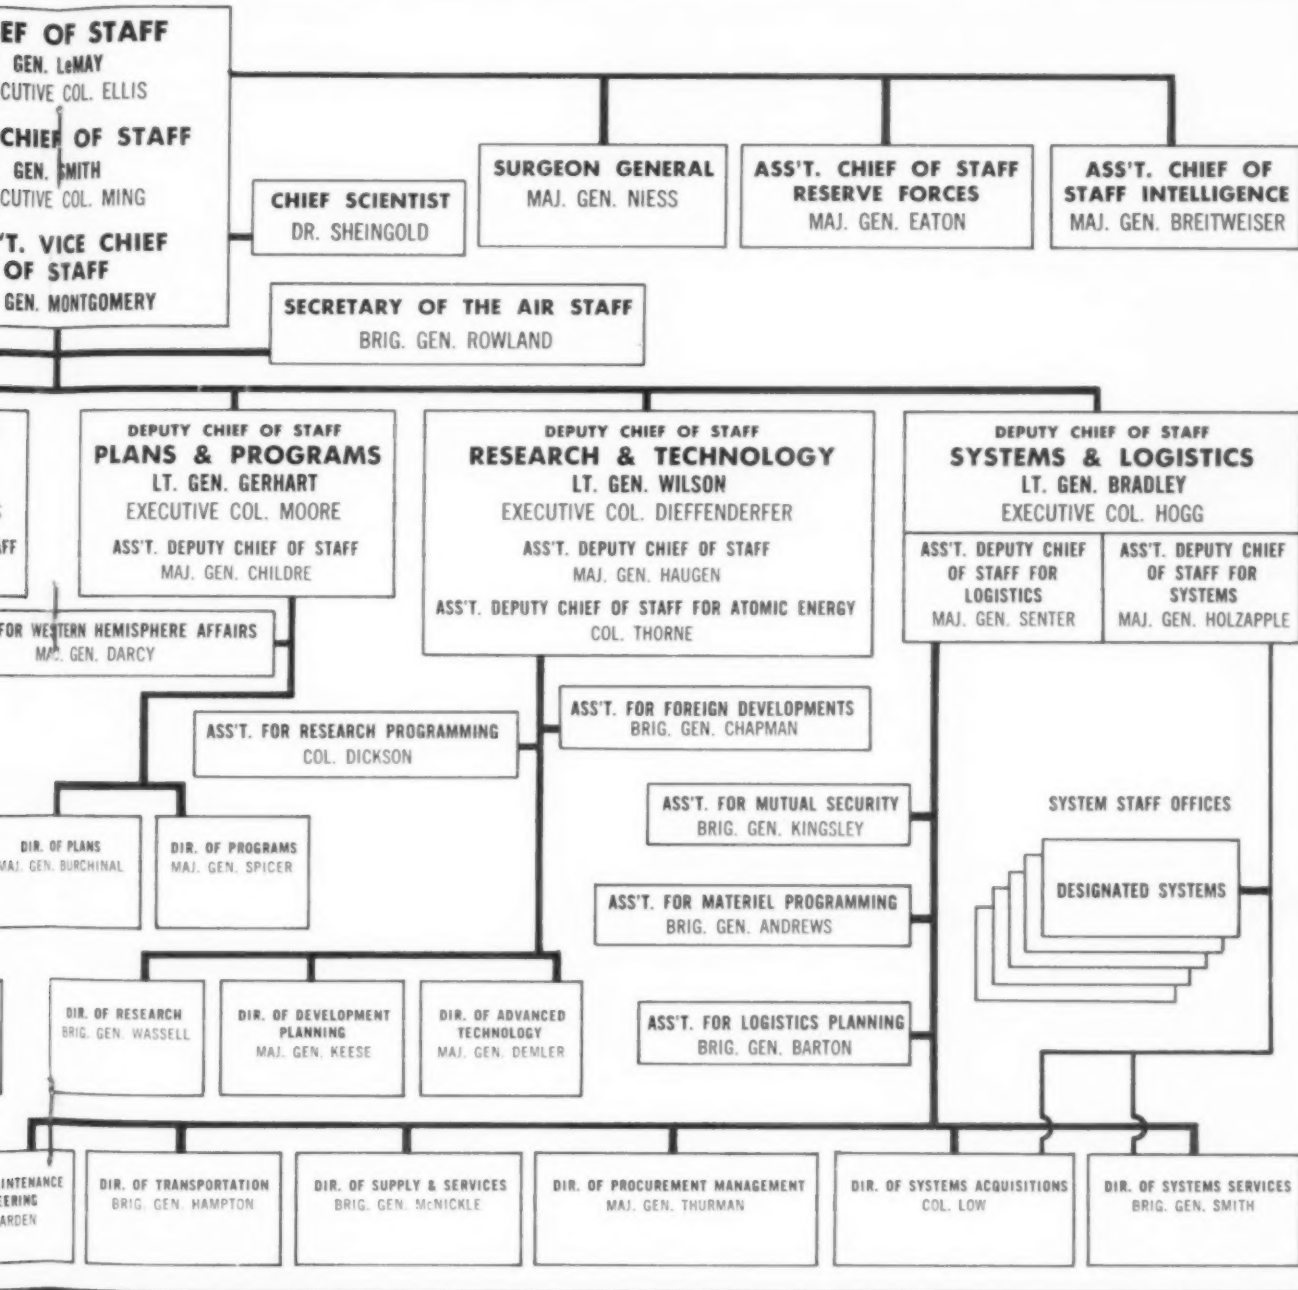 EF OF STAFF
GEN. LeMAY
CUTIVE COL. ELLIS
CHIEF OF STAFF
GEN. SMITH
CUTIVE COL. MING
'T. VICE CHIEF
OF STAFF
GEN. MONTGOMERY
CHIEF SCIENTIST
DR. SHEINGOLD
SURGEON GENERAL
MAJ. GEN. NIESS
ASS'T. CHIEF OF STAFF
RESERVE FORCES
MAJ. GEN. EATON
ASS'T. CHIEF OF
STAFF INTELLIGENCE
MAJ. GEN. BREITWEISER
SECRETARY OF THE AIR STAFF
BRIG. GEN. ROWLAND
S
AFF
DEPUTY CHIEF OF STAFF
PLANS & PROGRAMS
LT. GEN. GERHART
EXECUTIVE COL. MOORE
ASS'T. DEPUTY CHIEF OF STAFF
MAJ. GEN. CHILDRE
DEPUTY CHIEF OF STAFF
RESEARCH & TECHNOLOGY
LT. GEN. WILSON
EXECUTIVE COL. DIEFFENDERFER
ASS'T. DEPUTY CHIEF OF STAFF
MAJ. GEN. HAUGEN
ASS'T. DEPUTY CHIEF OF STAFF FOR ATOMIC ENERGY
COL. THORNE
DEPUTY CHIEF OF STAFF
SYSTEMS & LOGISTICS
LT. GEN. BRADLEY
EXECUTIVE COL. HOGG
ASS'T. DEPUTY CHIEF
OF STAFF FOR
LOGISTICS
MAJ. GEN. SENTER
ASS'T. DEPUTY CHIEF
OF STAFF FOR
SYSTEMS
MAJ. GEN. HOLZAPPLE
FOR WESTERN HEMISPHERE AFFAIRS
MAJ. GEN. DARCY
ASS'T. FOR RESEARCH PROGRAMMING
COL. DICKSON
ASS'T. FOR FOREIGN DEVELOPMENTS
BRIG. GEN. CHAPMAN
ASS'T. FOR MUTUAL SECURITY
BRIG. GEN. KINGSLEY
SYSTEM STAFF OFFICES
DESIGNATED SYSTEMS
DIR. OF PLANS
MAJ. GEN. BURCHINAL
DIR. OF PROGRAMS
MAJ. GEN. SPICER
ASS'T. FOR MATERIEL PROGRAMMING
BRIG. GEN. ANDREWS
DIR. OF RESEARCH
BRIG. GEN. WASSELL
DIR. OF DEVELOPMENT
PLANNING
MAJ. GEN. KEESE
DIR. OF ADVANCED
TECHNOLOGY
MAJ. GEN. DEMLER
ASS'T. FOR LOGISTICS PLANNING
BRIG. GEN. BARTON
INTENANCE
EERING
ARDEN
DIR. OF TRANSPORTATION
BRIG. GEN. HAMPTON
DIR. OF SUPPLY & SERVICES
BRIG. GEN. McNICKLE
DIR. OF PROCUREMENT MANAGEMENT
MAJ. GEN. THURMAN
DIR. OF SYSTEMS ACQUISITIONS
COL. LOW
DIR. OF SYSTEMS SERVICES
BRIG. GEN. SMITH